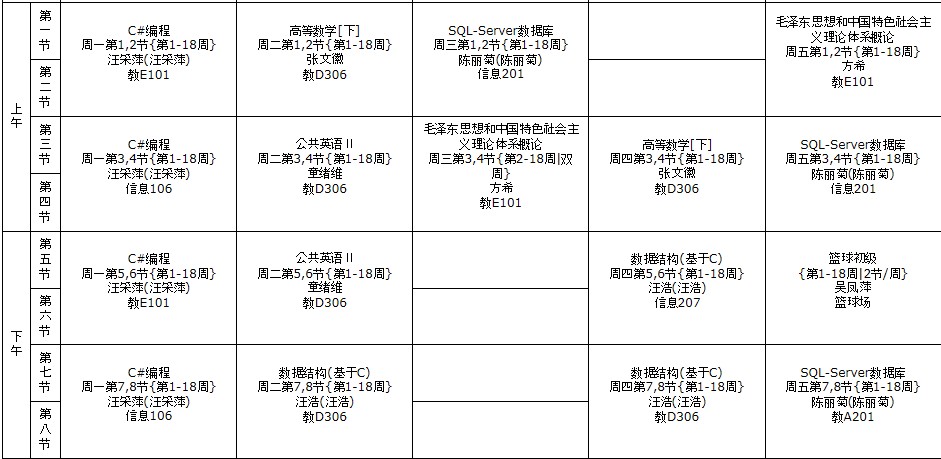 上午
第一节
C#编程
周一第1,2节{第1-18周}
汪采萍(汪采萍)
教E101
高等数学[下]
周二第1,2节{第1-18周}
张文徽
教D306
SQL-Server数据库
周三第1,2节{第1-18周}
陈丽菊(陈丽菊)
信息201
毛泽东思想和中国特色社会主
义理论体系概论
周五第1,2节{第1-18周}
方希
教E101
第二节
第三节
C#编程
周一第3,4节{第1-18周}
汪采萍(汪采萍)
信息106
公共英语Ⅱ
周二第3,4节{第1-18周}
童绪维
教D306
毛泽东思想和中国特色社会主
义理论体系概论
周三第3,4节{第2-18周|双
周}
方希
教E101
高等数学[下]
周四第3,4节{第1-18周}
张文徽
教D306
SQL-Server数据库
周五第3,4节{第1-18周}
陈丽菊(陈丽菊)
信息201
第四节
下午
第五节
C#编程
周一第5,6节{第1-18周}
汪采萍(汪采萍)
教E101
公共英语Ⅱ
周二第5,6节{第1-18周}
童绪维
教D306
数据结构(基于C)
周四第5,6节{第1-18周}
汪浩(汪浩)
信息207
篮球初级
{第1-18周|2节/周}
吴凤萍
篮球场
第六节
第七节
C#编程
周一第7,8节{第1-18周}
汪采萍(汪采萍)
信息106
数据结构(基于C)
周二第7,8节{第1-18周}
汪浩(汪浩)
教D306
数据结构(基于C)
周四第7,8节{第1-18周}
汪浩(汪浩)
教D306
SQL-Server数据库
周五第7,8节{第1-18周}
陈丽菊(陈丽菊)
教A201
第八节